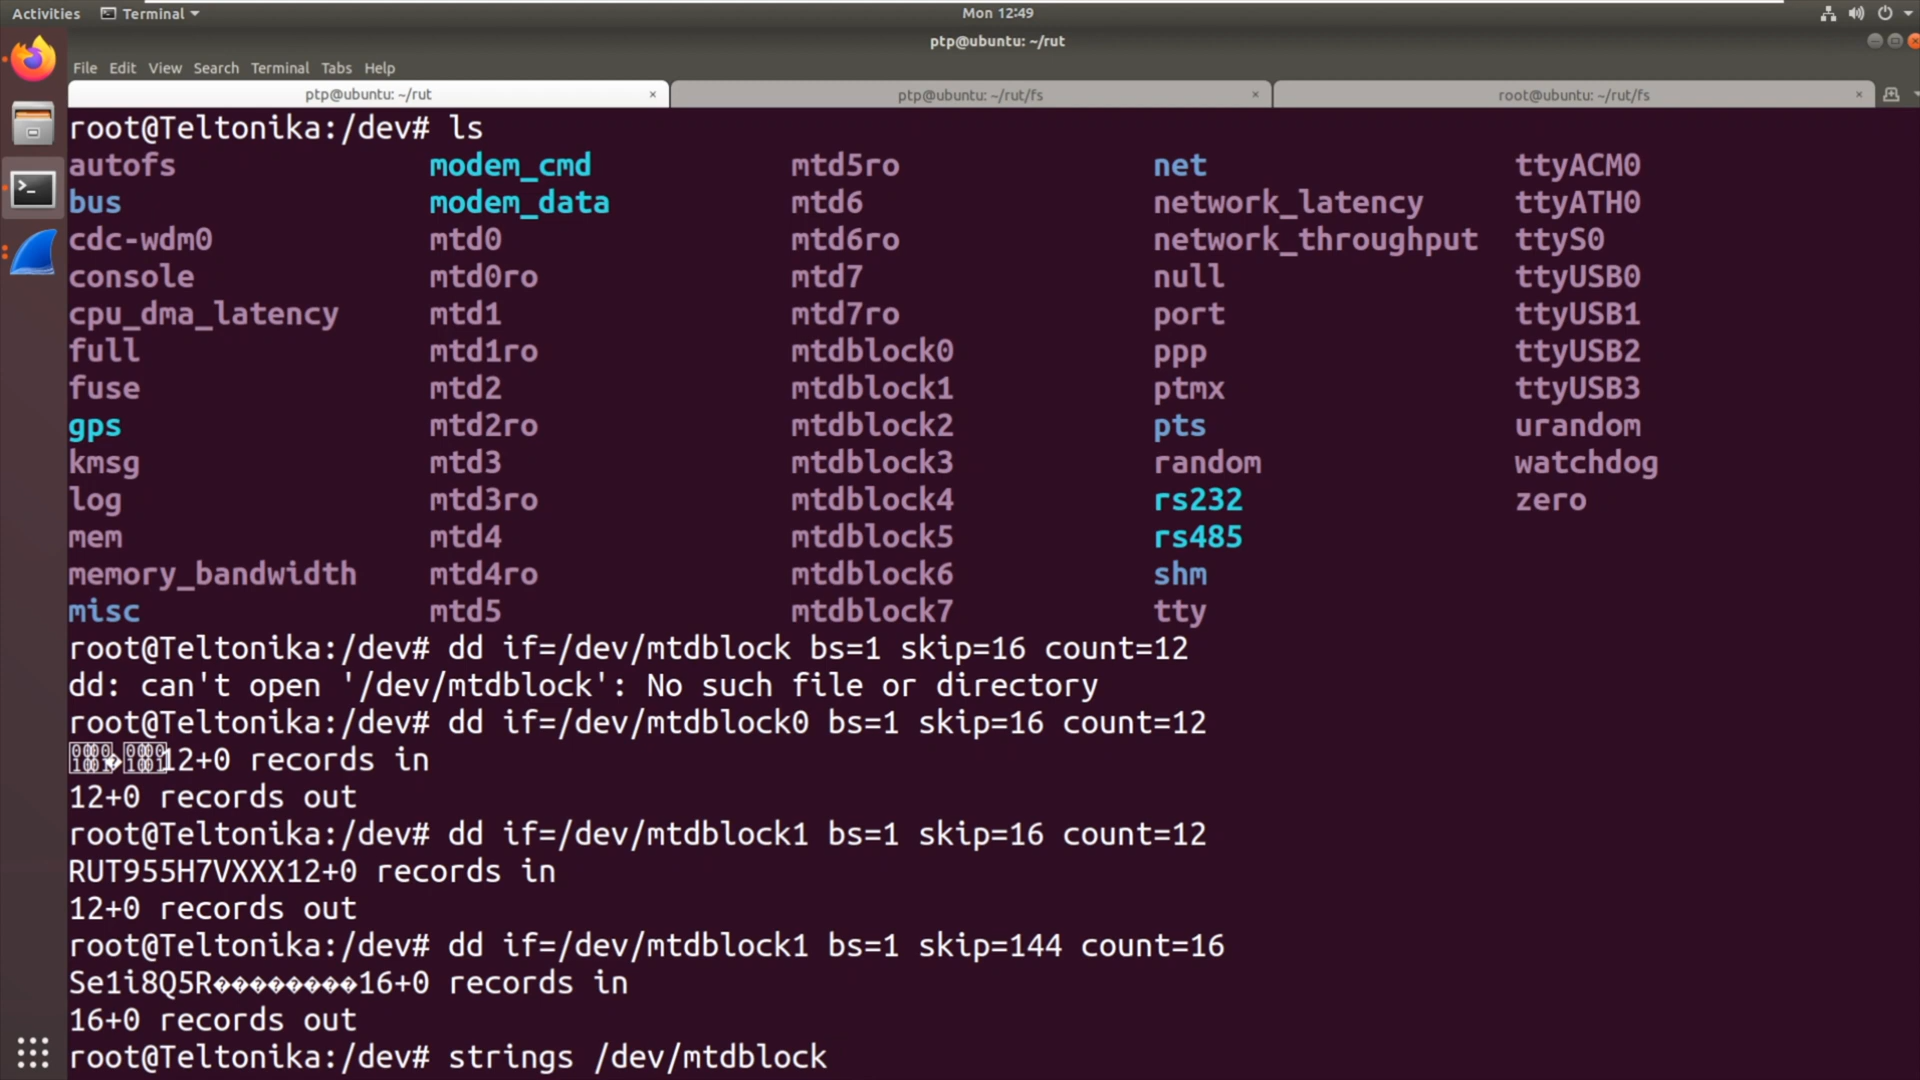 Activities Terminal Mon 12:49
ptp@ubuntu: ~/rut
File Edit View Search Terminal Tabs Help
ptp@ubuntu: ~/rut × ptp@ubuntu: ~/rut/fs × root@ubuntu: ~/rut/fs ×
root@Teltonika:/dev# ls
autofs modem_cmd mtd5ro net ttyACM0
bus modem_data mtd6 network_latency ttyATH0
cdc-wdm0 mtd0 mtd6ro network_throughput ttyS0
console mtd0ro mtd7 null ttyUSB0
cpu_dma_latency mtd1 mtd7ro port ttyUSB1
full mtd1ro mtdblock0 ppp ttyUSB2
fuse mtd2 mtdblock1 ptmx ttyUSB3
gps mtd2ro mtdblock2 pts urandom
kmsg mtd3 mtdblock3 random watchdog
log mtd3ro mtdblock4 rs232 zero
mem mtd4 mtdblock5 rs485
memory_bandwidth mtd4ro mtdblock6 shm
misc mtd5 mtdblock7 tty
root@Teltonika:/dev# dd if=/dev/mtdblock bs=1 skip=16 count=12
dd: can't open '/dev/mtdblock': No such file or directory
root@Teltonika:/dev# dd if=/dev/mtdblock0 bs=1 skip=16 count=12
12+0 records in
12+0 records out
root@Teltonika:/dev# dd if=/dev/mtdblock1 bs=1 skip=16 count=12
RUT955H7VXXX12+0 records in
12+0 records out
root@Teltonika:/dev# dd if=/dev/mtdblock1 bs=1 skip=144 count=16
Se1i8Q5R��������16+0 records in
16+0 records out
root@Teltonika:/dev# strings /dev/mtdblock